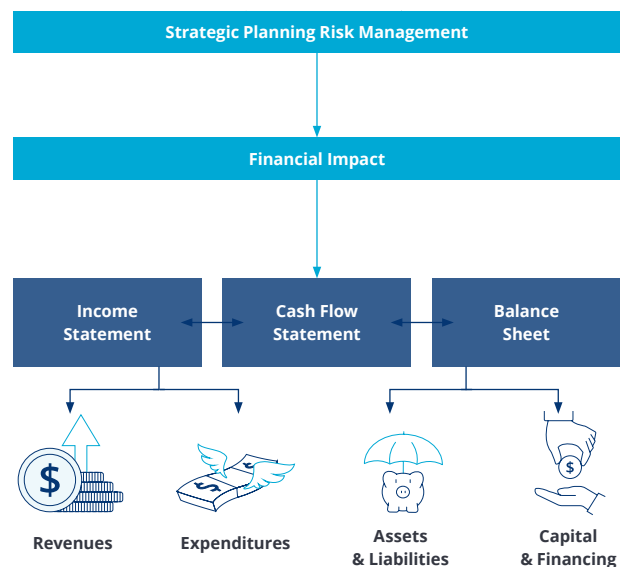 Strategic Planning Risk Management
Financial Impact
Income
Statement
Cash Flow
Statement
Balance
Sheet
$
$
$
$
Revenues
Expenditures
Assets
& Liabilities
Capital
& Financing